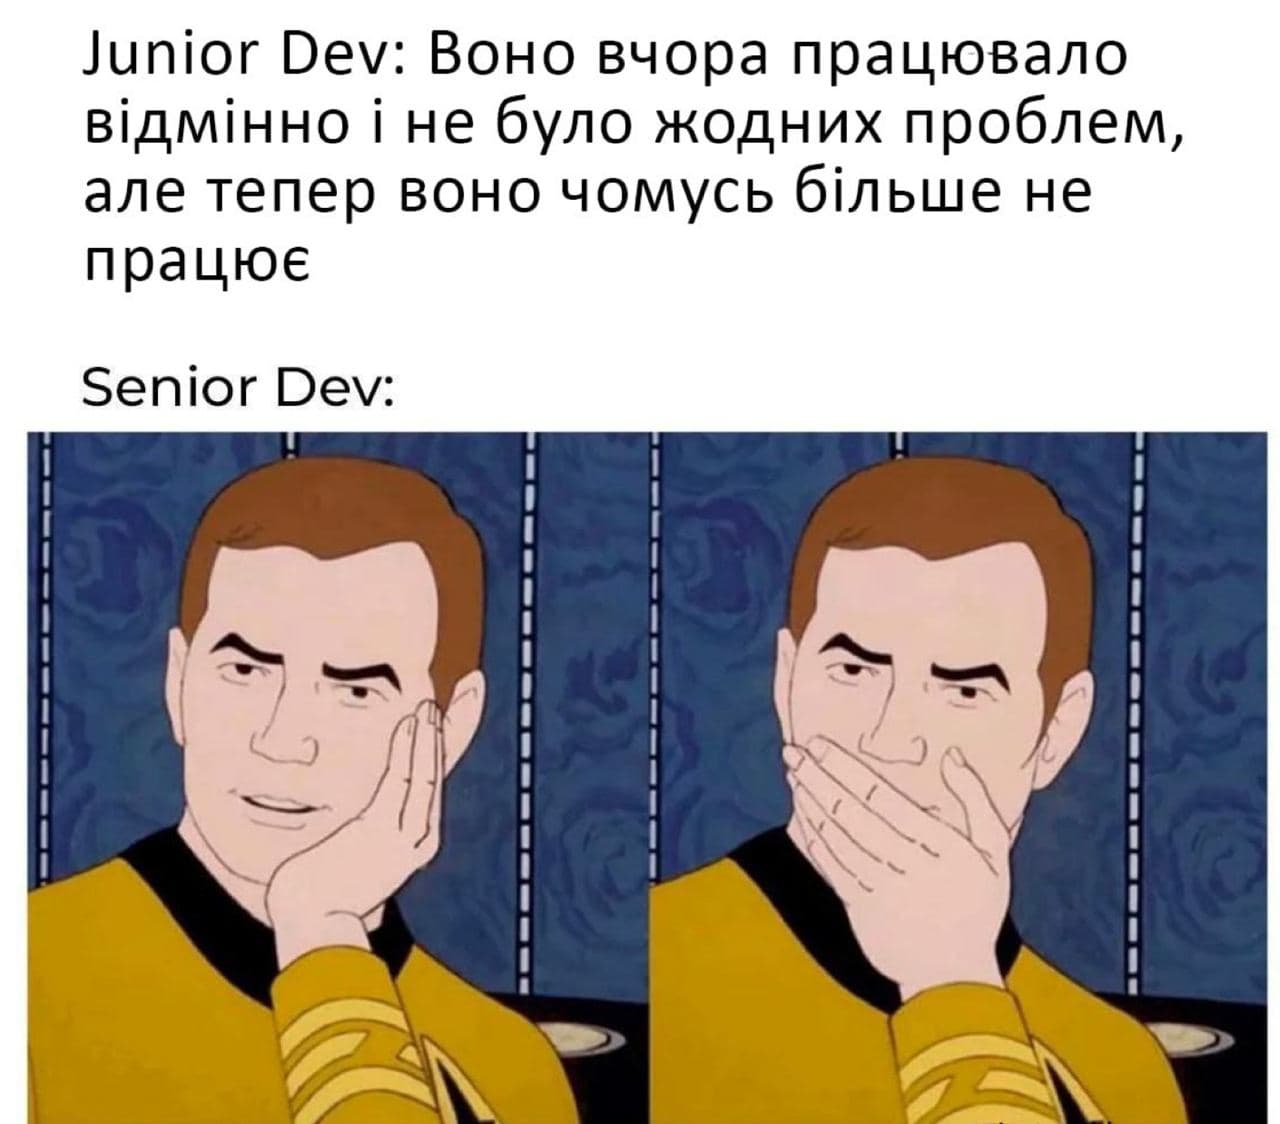 Junior Dev: Воно вчора працювало
відмінно і не було жодних проблем,
але тепер воно чомусь більше не
працює
Senior Dev: